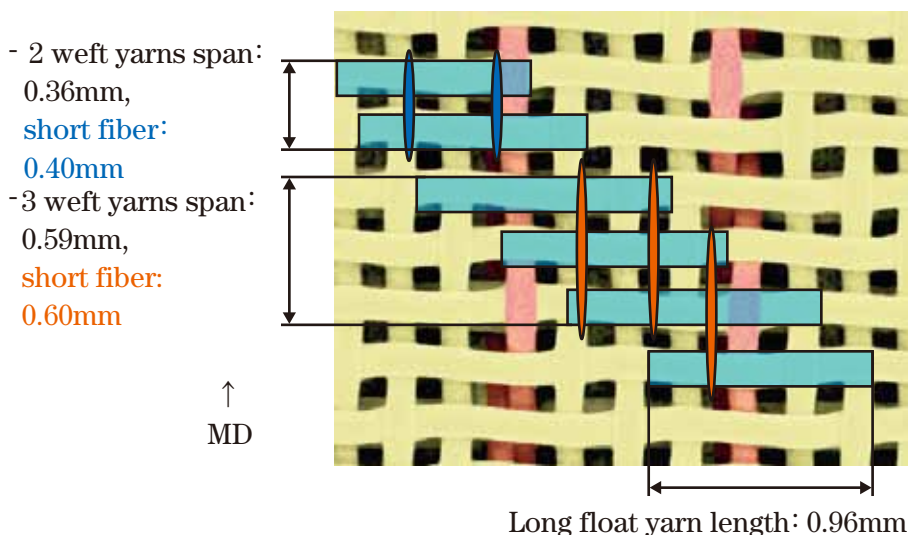 - 2 weft yarns span:
0.36mm,
short fiber:
0.40mm
-3 weft yarns span:
0.59mm,
short fiber:
0.60mm
↑
MD
Long float yarn length: 0.96mm